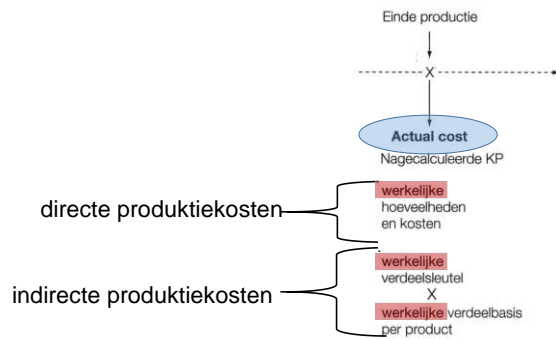 Einde productie
X
Actual cost
Nagecalculeerde KP
directe produktiekosten
werkelijke
hoeveelheden
en kosten
indirecte produktiekosten
werkelijke
verdeelsleutel
X
werkelijke verdeelbasis
per product